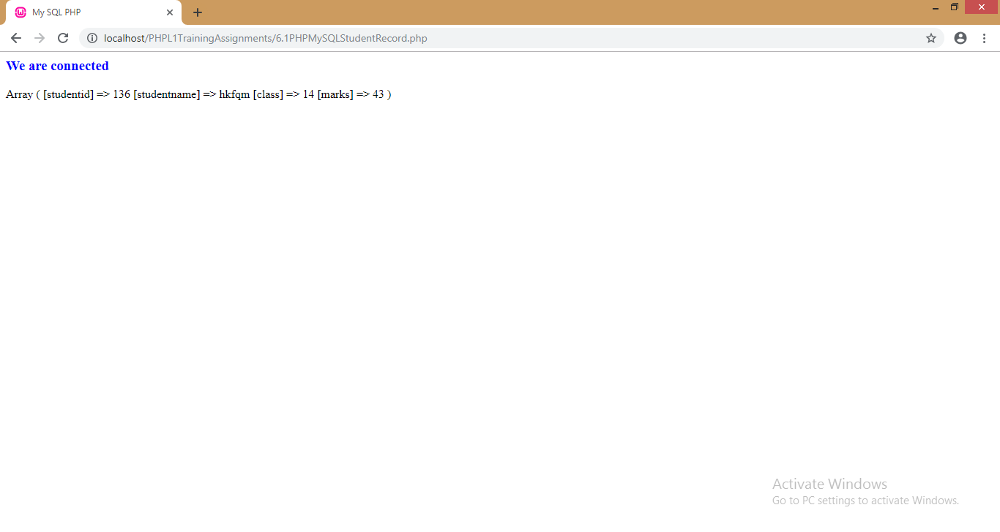 My SQL PHP
localhost/PHPL1TrainingAssignments/6.1PHPMySQLStudentRecord.php
We are connected
Array ( [studentid] => 136 [studentname] => hkfqm [class] => 14 [marks] => 43 )
Activate Windows
Go to PC settings to activate Windows.